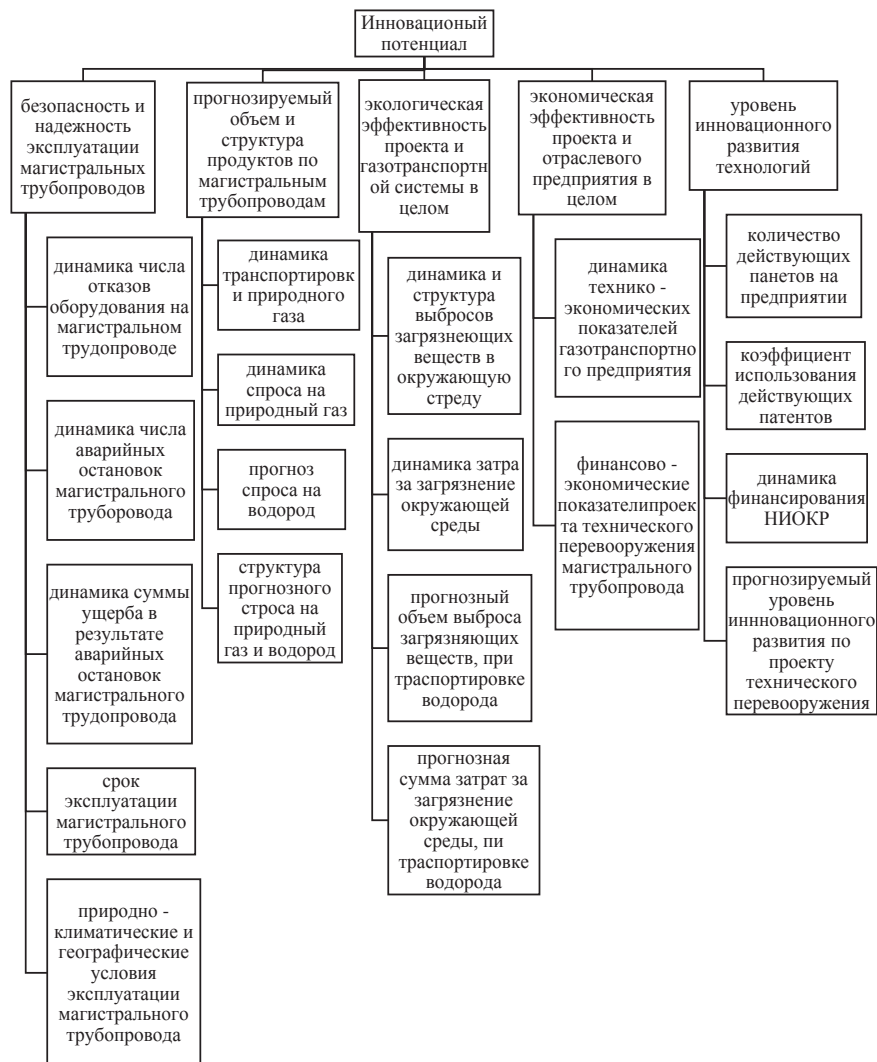 Инновационый
потенциал
безопасность и
надежность
эксплуатации
магистральных
трубопроводов
динамика числа
отказов
оборудования на
магистральном
трудопроводе
динамика числа
аварийных
остановок
магистрального
труборовода
динамика суммы
ущерба в
результате
аварийных
остановок
магистрального
трудопровода
срок
эксплуатации
магистрального
трубопровода
природно -
климатические и
географические
условия
эксплуатации
магистрального
трубопровода
прогнозируемый
объем и
структура
продуктов по
магистральным
трубопроводам
динамика
транспортировк
и природного
газа
динамика
спроса на
природный газ
прогноз
спроса на
водород
структура
прогнозного
строса на
природный
газ и водород
экологическая
эффективность
проекта и
газотранспортн
ой системы в
целом
динамика и
структура
выбросов
загрязнеющих
веществ в
окружающую
стреду
динамика затра
за загрязнение
окружающей
среды
прогнозный
объем выброса
загрязняющих
веществ, при
траспортировке
водорода
прогнозная
сумма затрат за
загрязнение
окружающей
среды, пи
траспортировке
водорода
экономическая
эффективность
проекта и
отраслевого
предприятия в
целом
динамика
технико -
экономических
показателей
газотранспортно
го предприятия
финансово -
экономические
показателипроек
та технического
перевооружения
магистрального
трубопровода
уровень
инновационного
развития
технологий
количество
действующих
панетов на
предприятии
коэффициент
использования
действующих
патентов
динамика
финансирования
НИОКР
прогнозируемый
уровень
иннновационного
развития по
проекту
технического
перевооружения